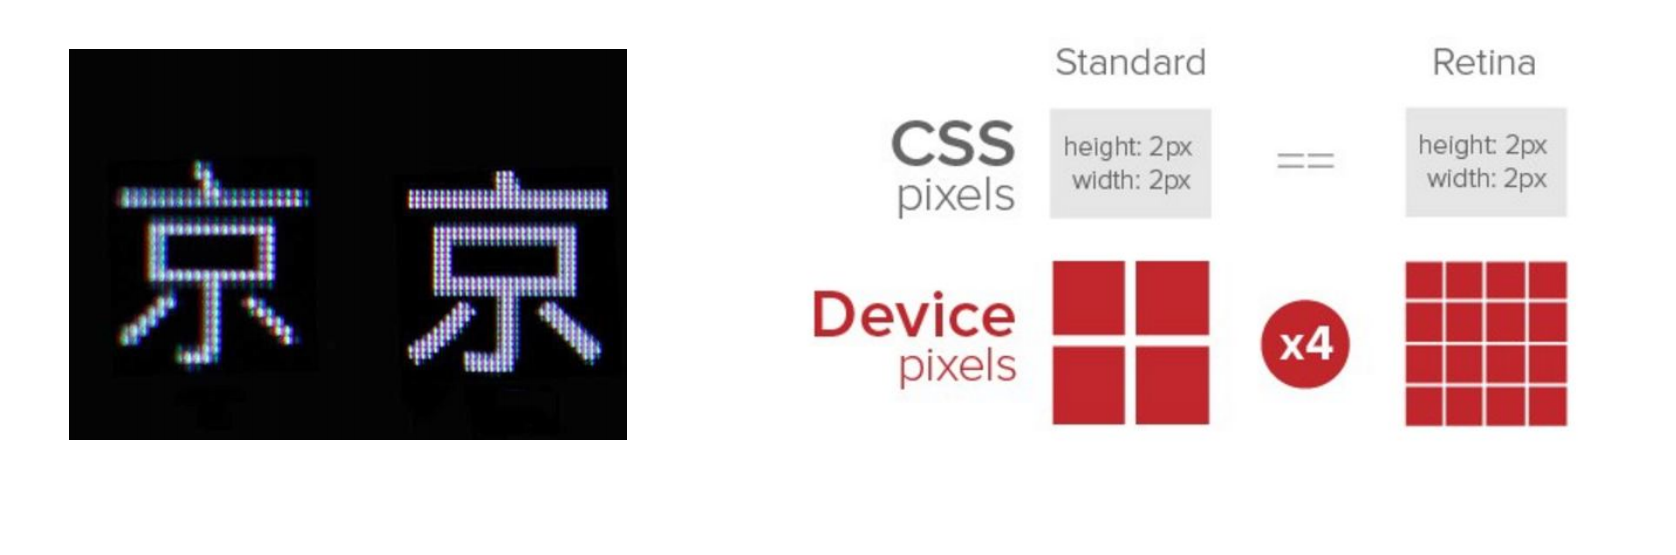 京 京
Standard Retina
CSS
pixels
height: 2px
width: 2px
==
height: 2px
width: 2px
Device
pixels
x4